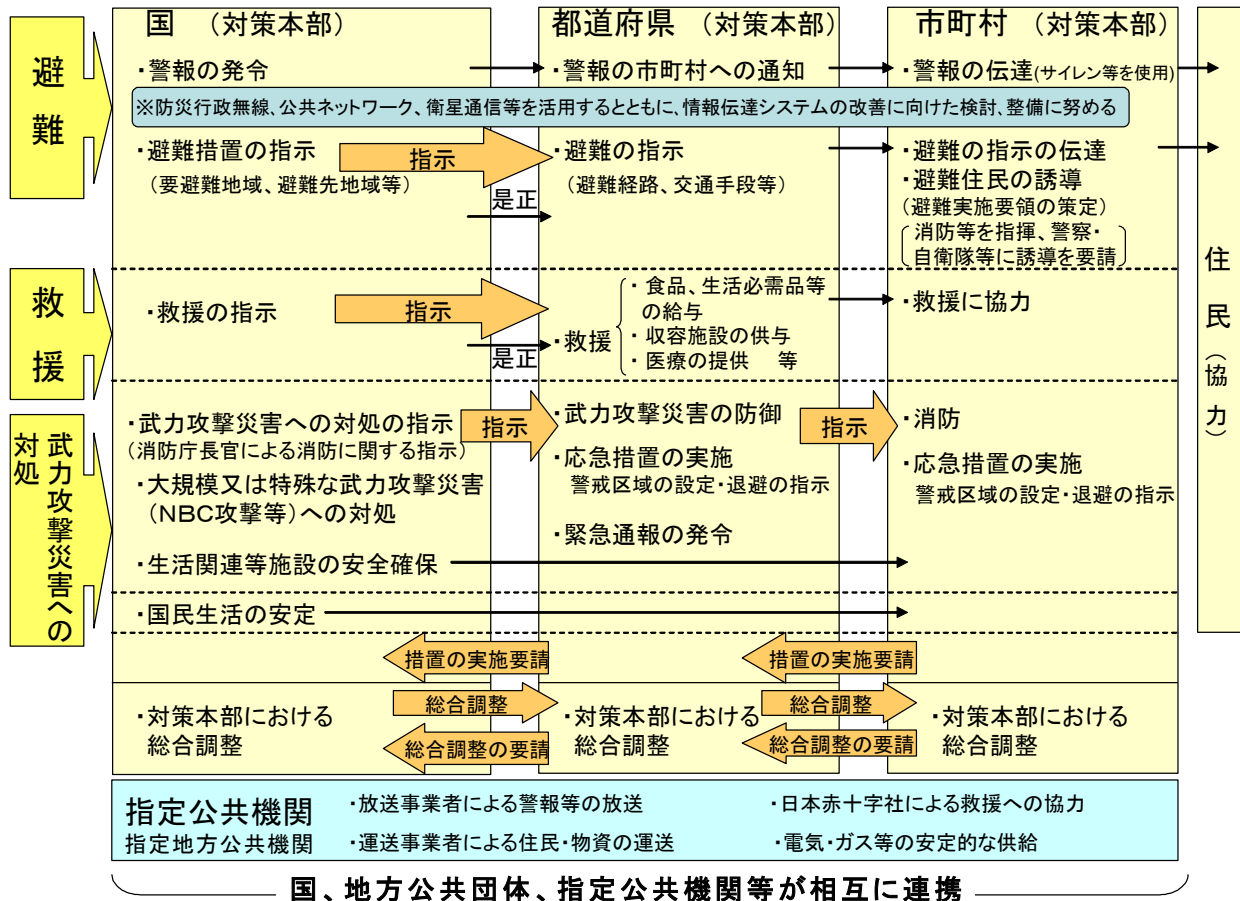 国 (対策本部)
都道府県 (対策本部)
市町村 (対策本部)
避難
・警報の発令
・警報の市町村への通知
・警報の伝達(サイレン等を使用)
※防災行政無線、公共ネットワーク、衛星通信等を活用するとともに、情報伝達システムの改善に向けた検討、整備に努める
・避難措置の指示
(要避難地域、避難先地域等)
指示
是正
・避難の指示
(避難経路、交通手段等)
・避難の指示の伝達
・避難住民の誘導
(避難実施要領の策定)
消防等を指揮、警察・
自衛隊等に誘導を要請
住民(協力)
救援
・救援の指示
指示
是正
・救援
・食品、生活必需品等
の給与
・収容施設の供与
・医療の提供 等
・救援に協力
武力攻撃災害への
対処
・武力攻撃災害への対処の指示
(消防庁長官による消防に関する指示)
・大規模又は特殊な武力攻撃災害
(NBC攻撃等)への対処
・生活関連等施設の安全確保
指示
・武力攻撃災害の防御
・応急措置の実施
警戒区域の設定・退避の指示
・緊急通報の発令
指示
・消防
・応急措置の実施
警戒区域の設定・退避の指示
・国民生活の安定
措置の実施要請
措置の実施要請
・対策本部における
総合調整
総合調整
総合調整の要請
・対策本部における
総合調整
総合調整
総合調整の要請
・対策本部における
総合調整
指定公共機関
指定地方公共機関
・放送事業者による警報等の放送
・日本赤十字社による救援への協力
・運送事業者による住民・物資の運送
・電気・ガス等の安定的な供給
国、地方公共団体、指定公共機関等が相互に連携